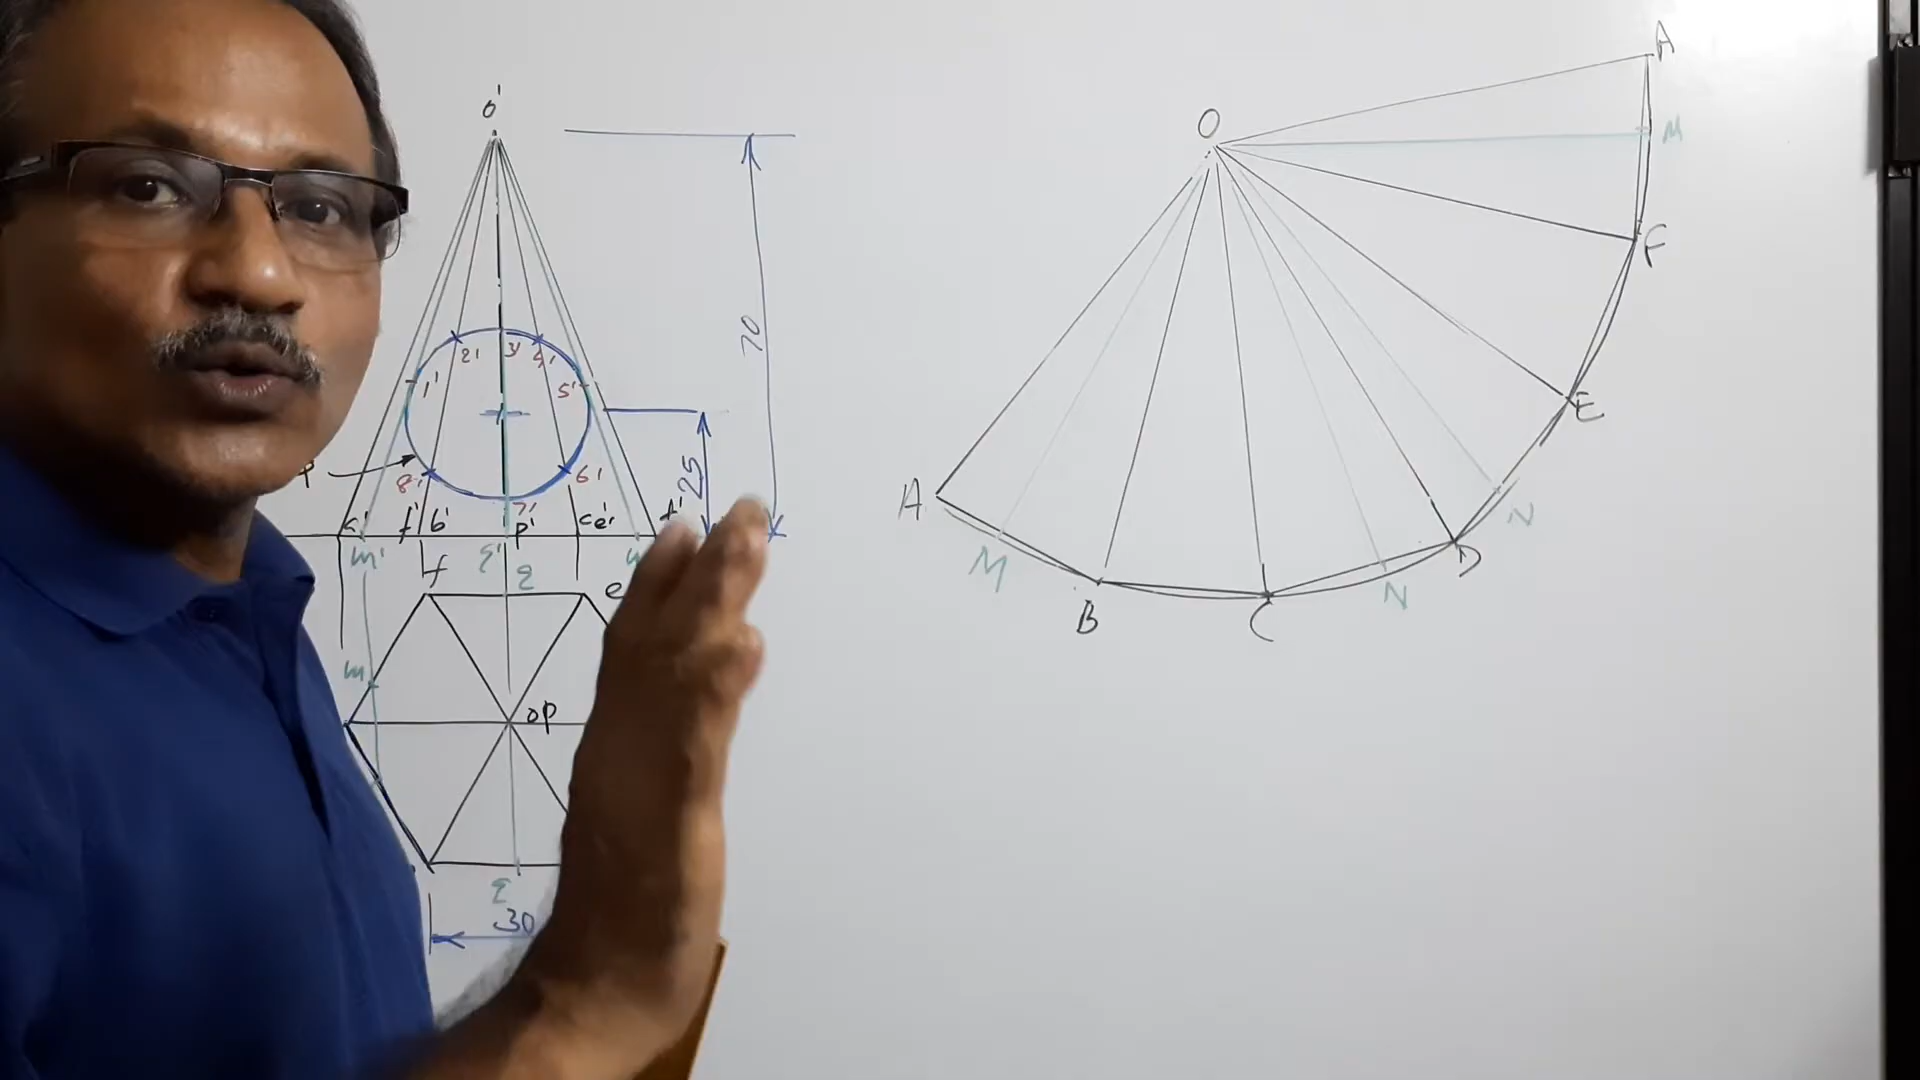 o'
70
2' 3' 4'
1' 5'
8' 6'
7'
25
a' f' b' p' c' e' d'
m' q'
f q e
m
op
q
30
O
A
M
F
E
N
D
N
C
B
M
A